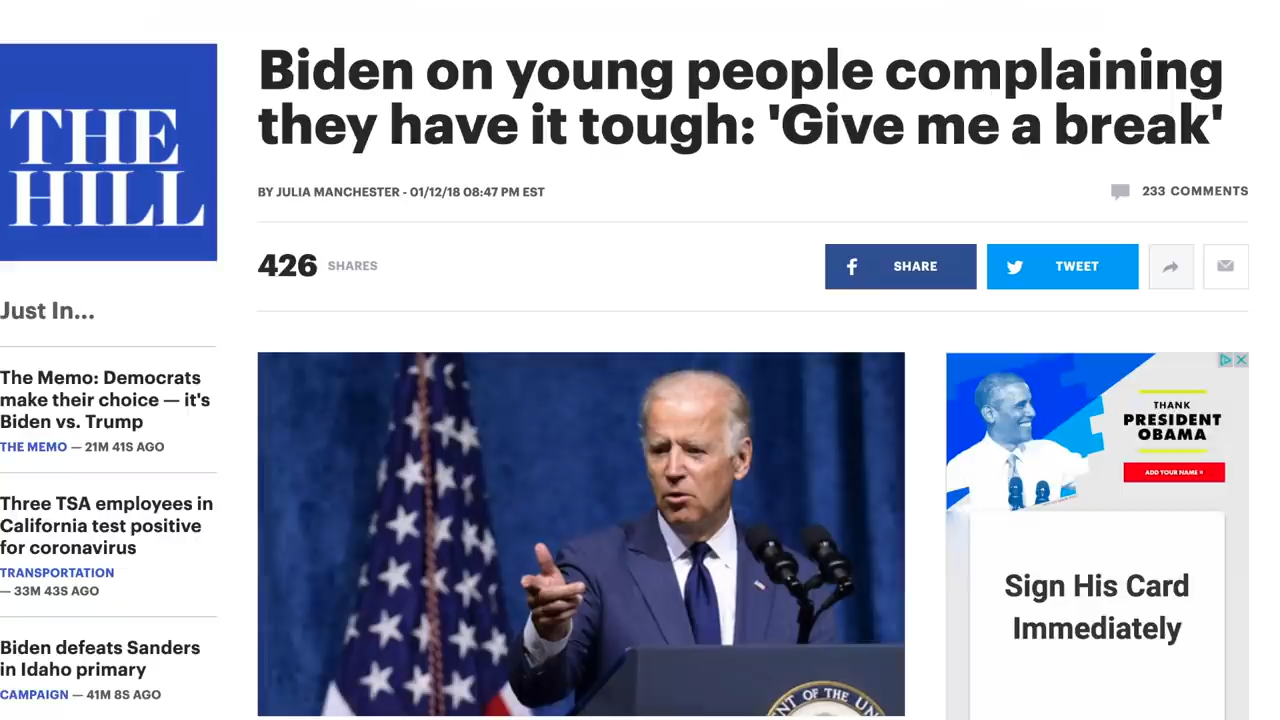 THE
HILL
Biden on young people complaining
they have it tough: 'Give me a break'
BY JULIA MANCHESTER - 01/12/18 08:47 PM EST
233 COMMENTS
426 SHARES
SHARE
TWEET
Just In...
The Memo: Democrats
make their choice — it's
Biden vs. Trump
THE MEMO — 21M 41S AGO
Three TSA employees in
California test positive
for coronavirus
TRANSPORTATION
— 33M 43S AGO
Biden defeats Sanders
in Idaho primary
CAMPAIGN — 41M 8S AGO
NT OF THE UN
THANK
PRESIDENT
OBAMA
ADD YOUR NAME »
Sign His Card
Immediately